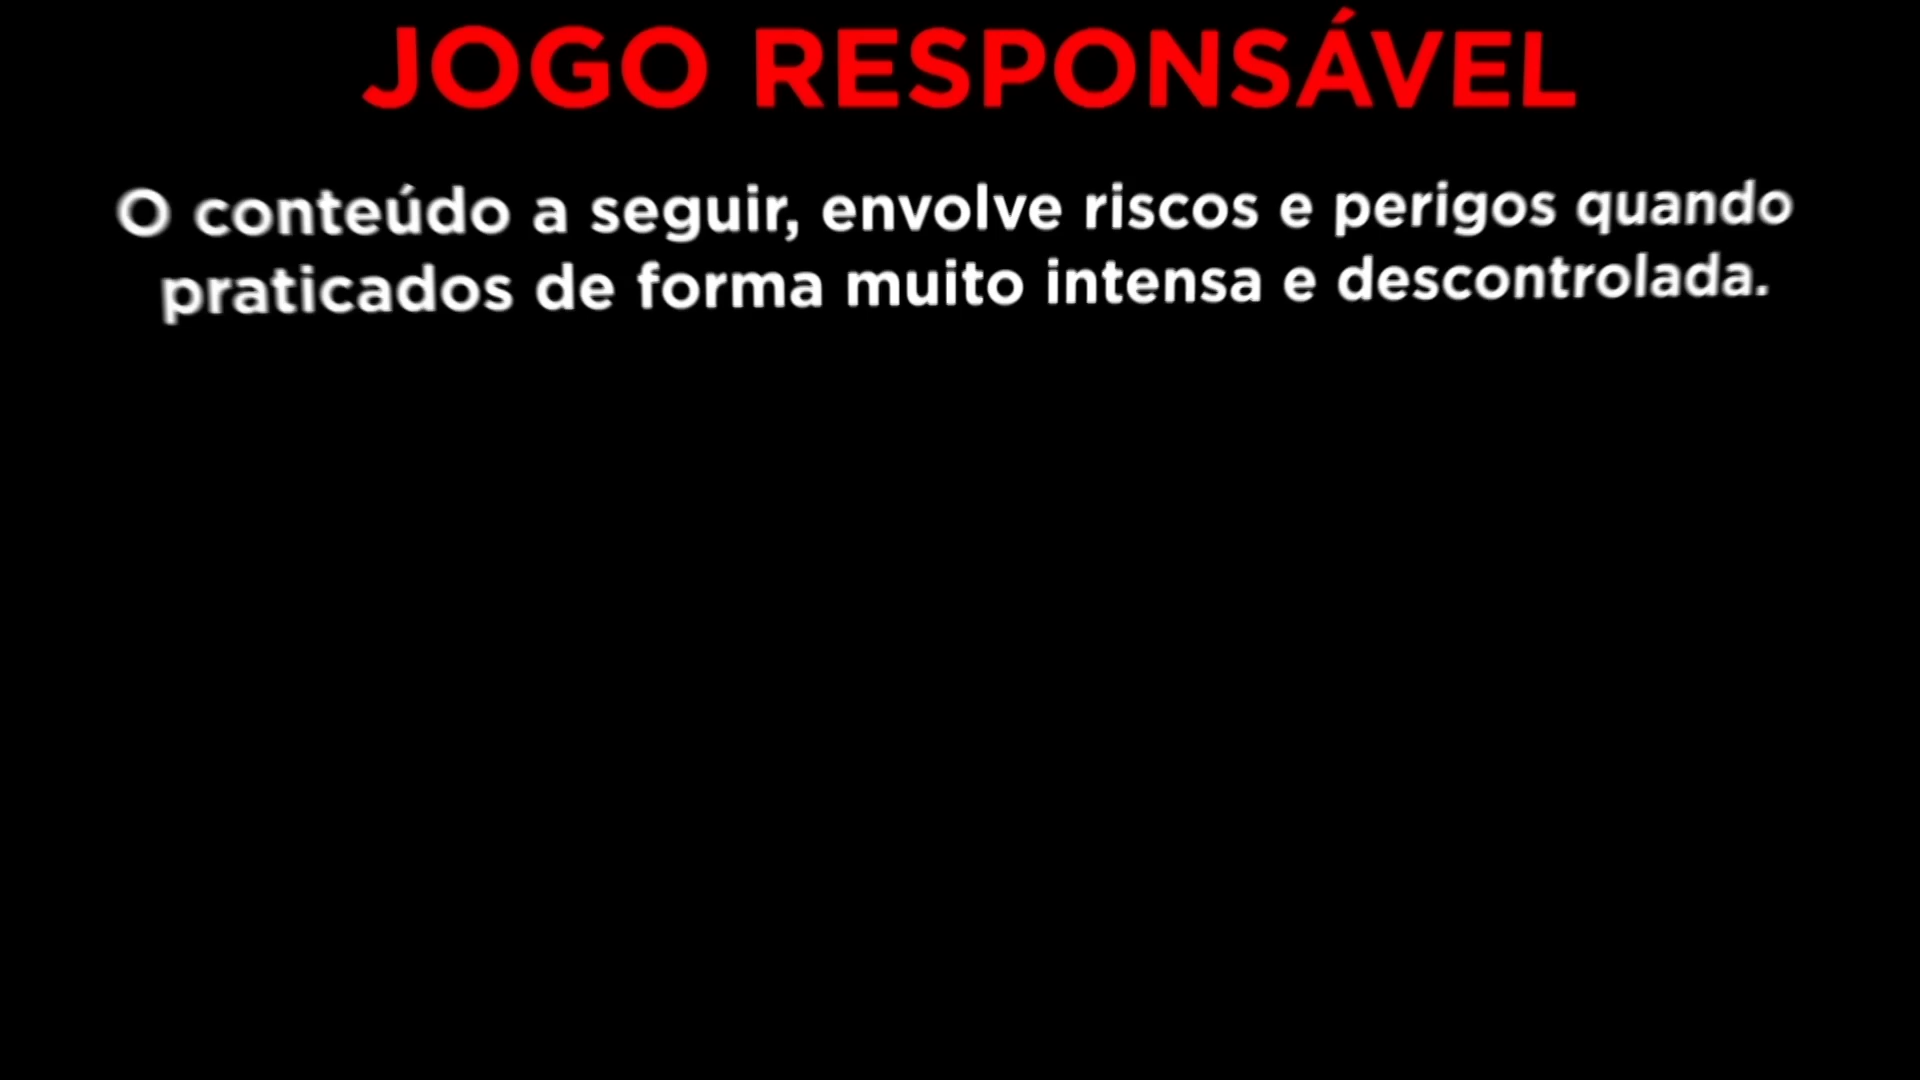 JOGO RESPONSÁVEL
O conteúdo a seguir, envolve riscos e perigos quando
praticados de forma muito intensa e descontrolada.